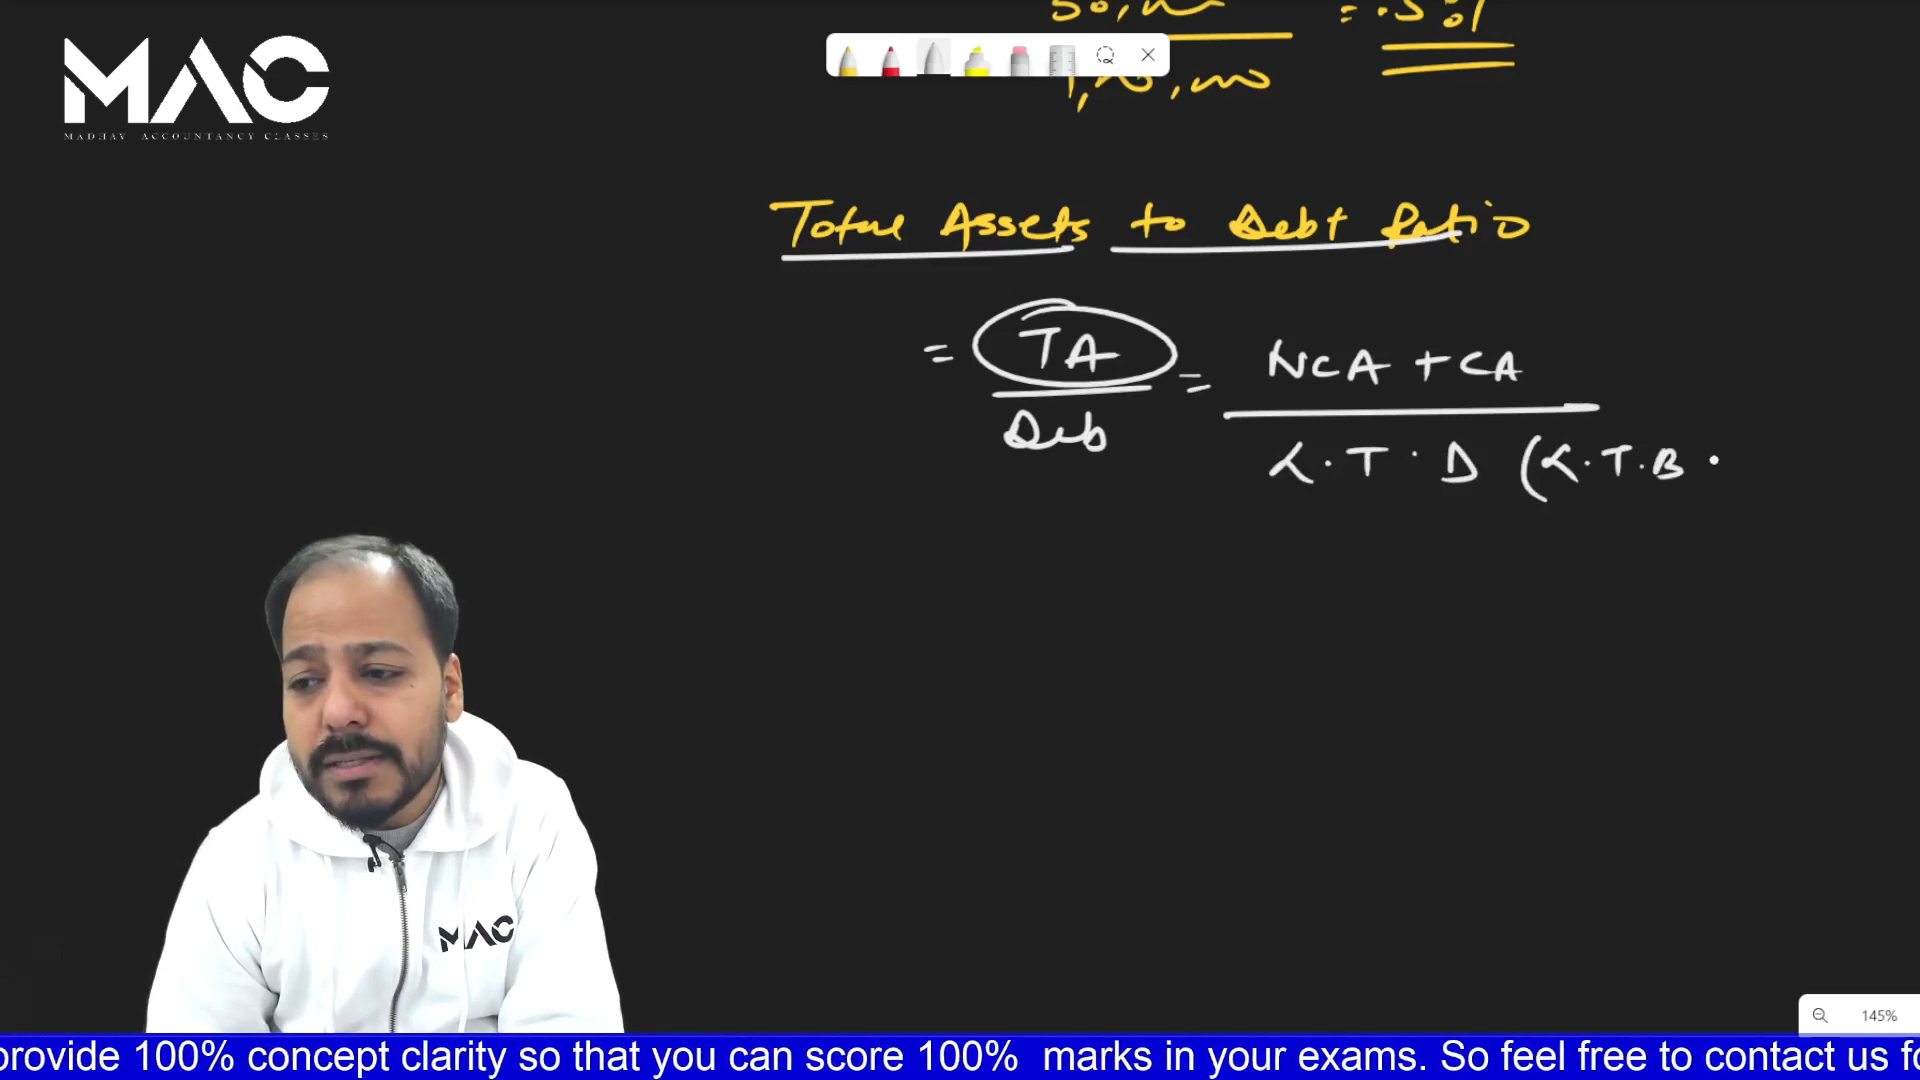 MAC
MADHAV ACCOUNTANCY CLASSES
Total Assets to Debt Ratio
= TA = NCA + CA
Deb L.T.D (L.T.B.
MAC
provide 100% concept clarity so that you can score 100% marks in your exams. So feel free to contact us fo
145%